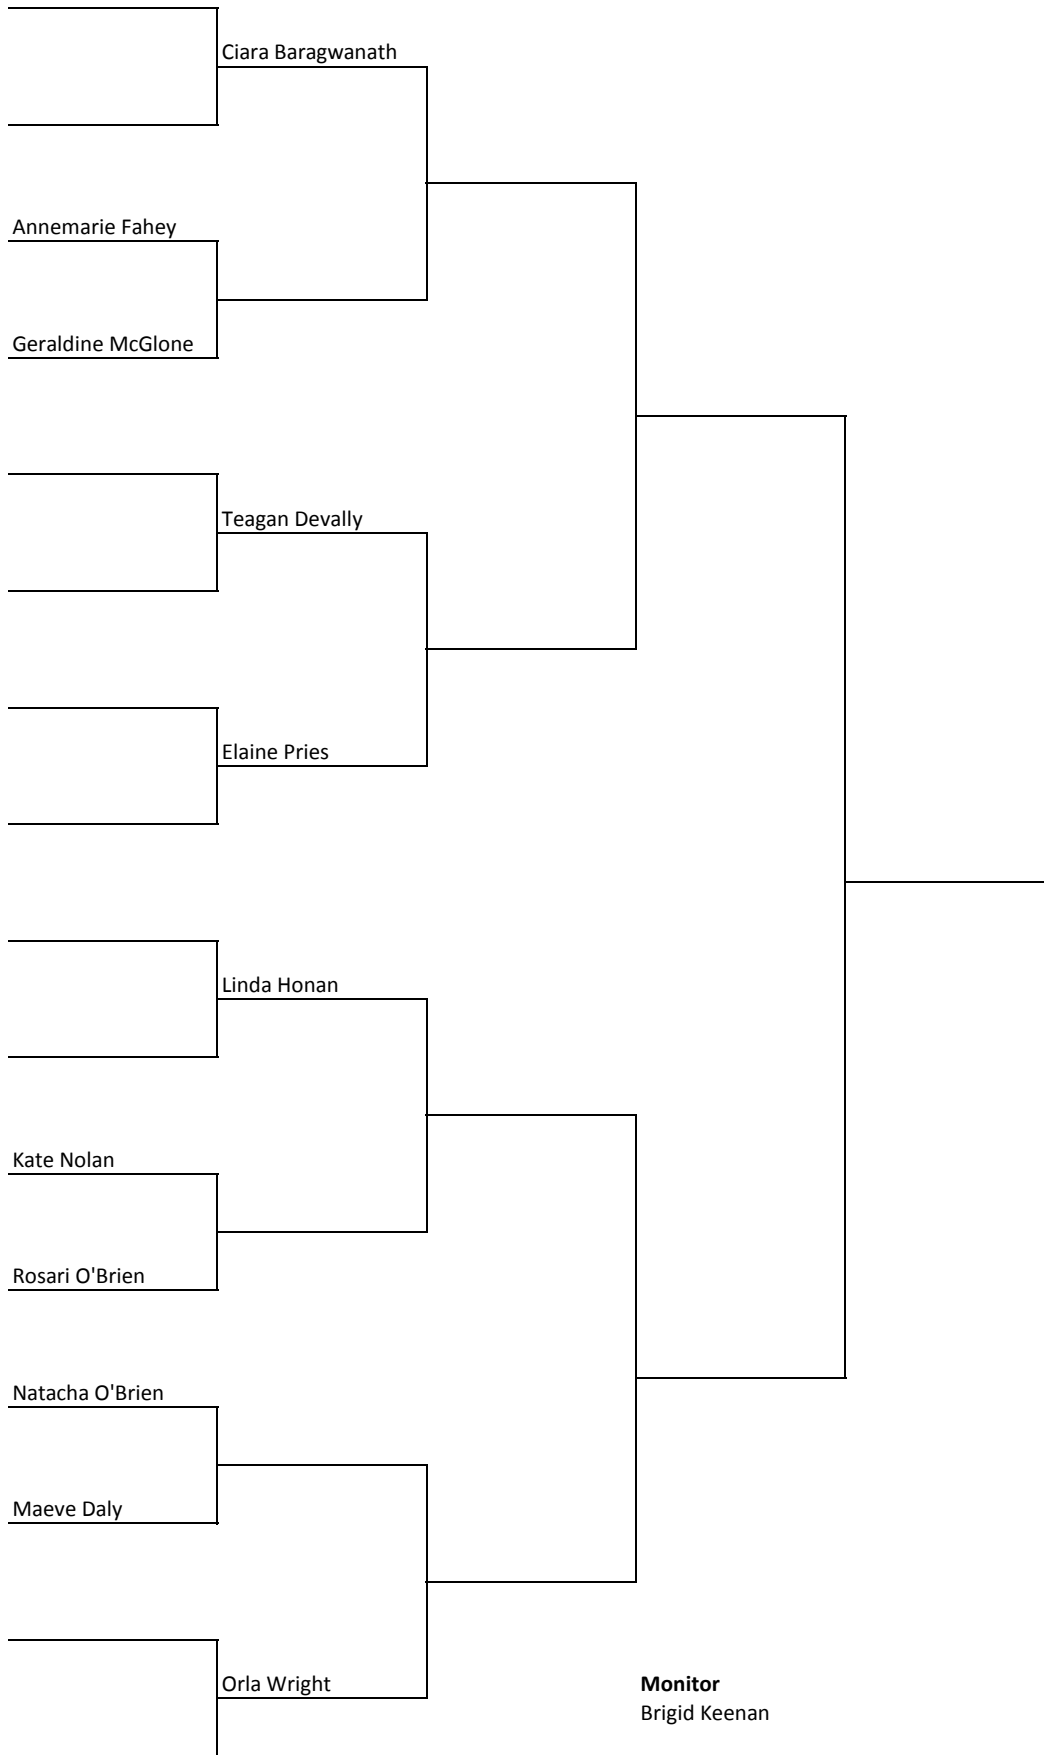 Ciara Baragwanath
Annemarie Fahey
Geraldine McGlone
Teagan Devally
Elaine Pries
Linda Honan
Kate Nolan
Rosari O'Brien
Natacha O'Brien
Maeve Daly
Orla Wright
Monitor
Brigid Keenan